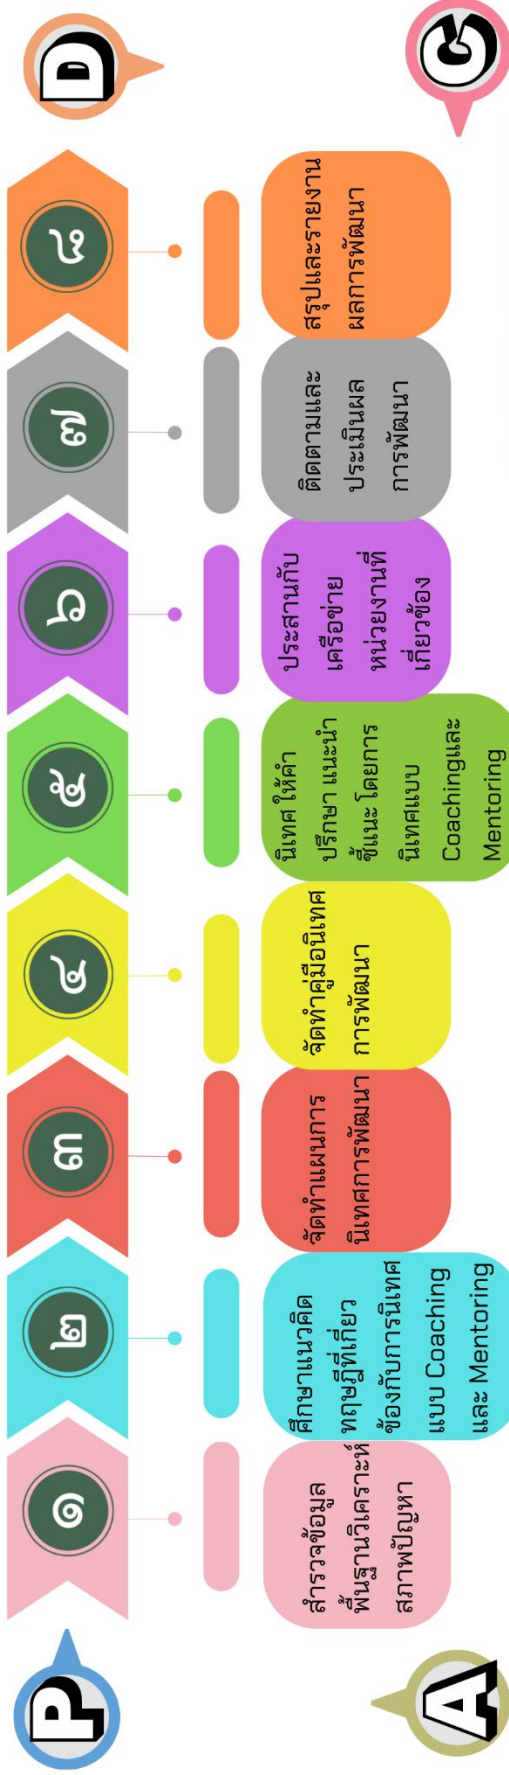 P
D
๑
๒
๓
๔
๕
๖
๗
๘
สำรวจข้อมูล
พื้นฐานวิเคราะห์
สภาพปัญหา
ศึกษาแนวคิด
ทฤษฎีที่เกี่ยว
ข้องกับการนิเทศ
แบบ Coaching
และ Mentoring
จัดทำแผนการ
นิเทศการพัฒนา
จัดทำคู่มือนิเทศ
การพัฒนา
นิเทศ ให้คำ
ปรึกษา แนะนำ
ชี้แนะ โดยการ
นิเทศแบบ
Coachingและ
Mentoring
ประสานกับ
เครือข่าย
หน่วยงานที่
เกี่ยวข้อง
ติดตามและ
ประเมินผล
การพัฒนา
สรุปและรายงาน
ผลการพัฒนา
A
C